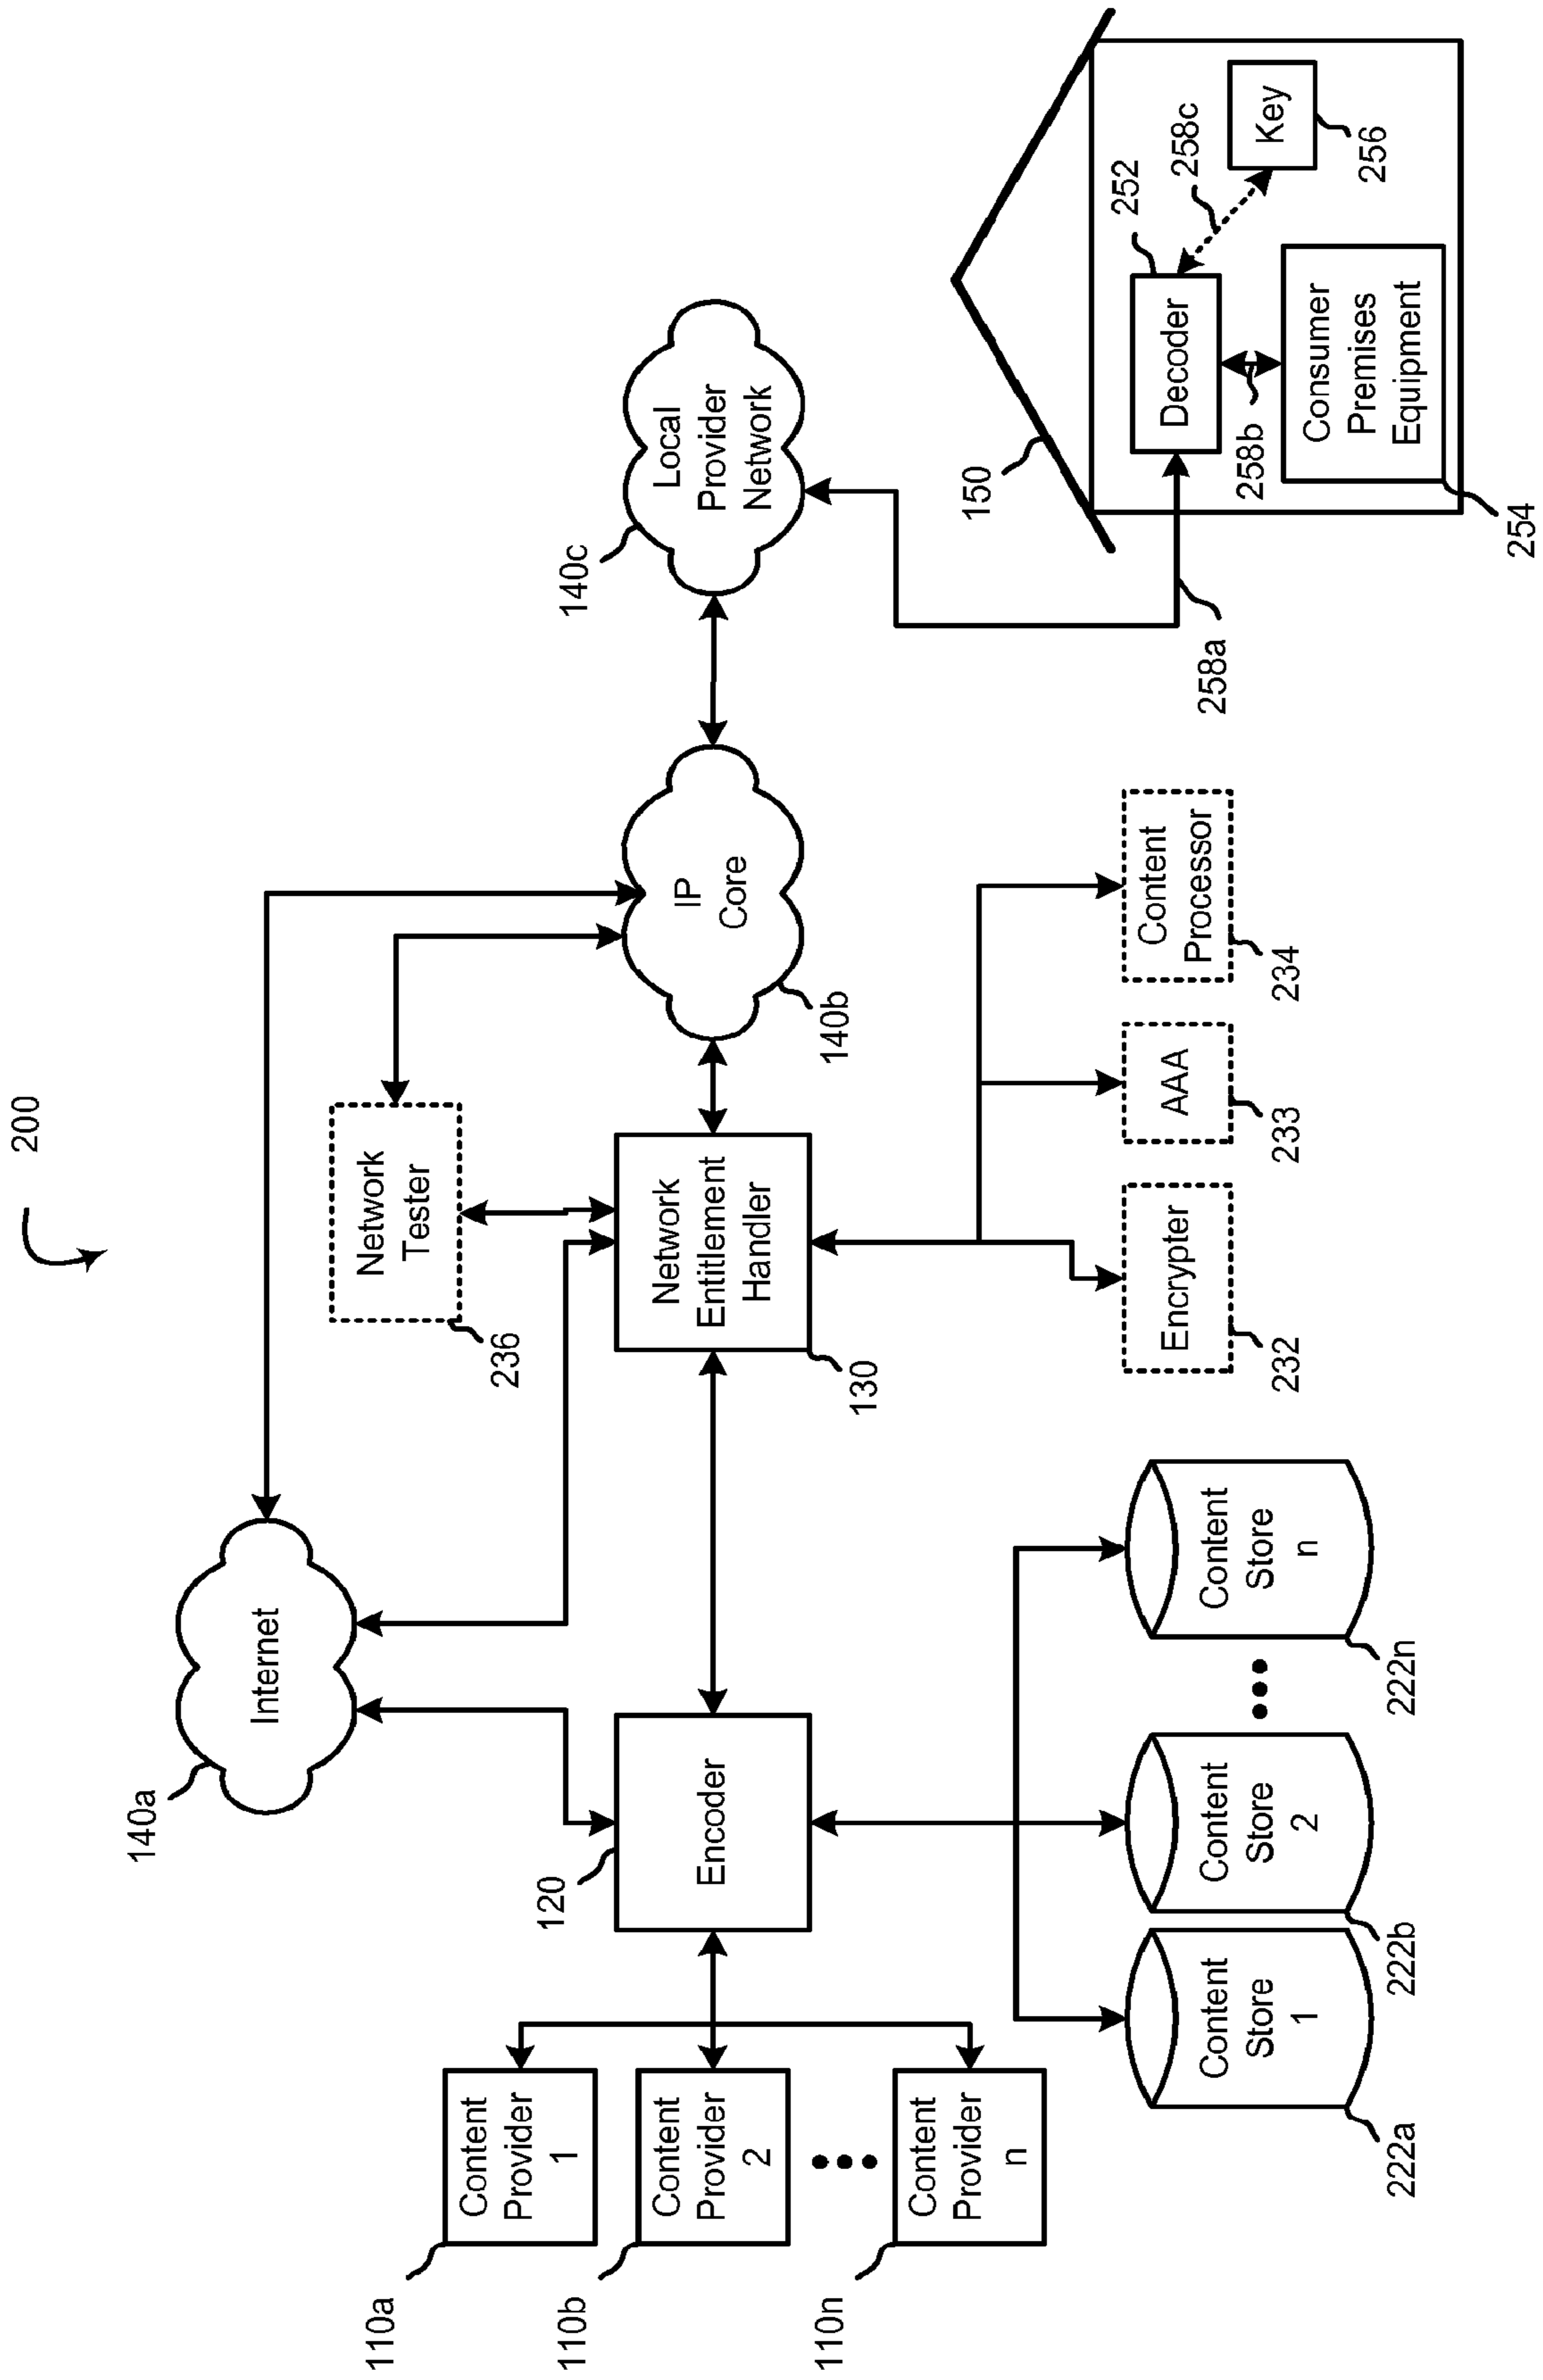 200
140a
Internet
Network
Tester
236
110a
Content
Provider
1
110b
Content
Provider
2
110n
Content
Provider
n
120
Encoder
Network
Entitlement
Handler
130
IP
Core
140b
Local
Provider
Network
140c
Content
Store
1
222a
Content
Store
2
222b
Content
Store
n
222n
Encrypter
232
AAA
233
Content
Processor
234
150
258a
Decoder
252
258b
258c
Key
256
Consumer
Premises
Equipment
254